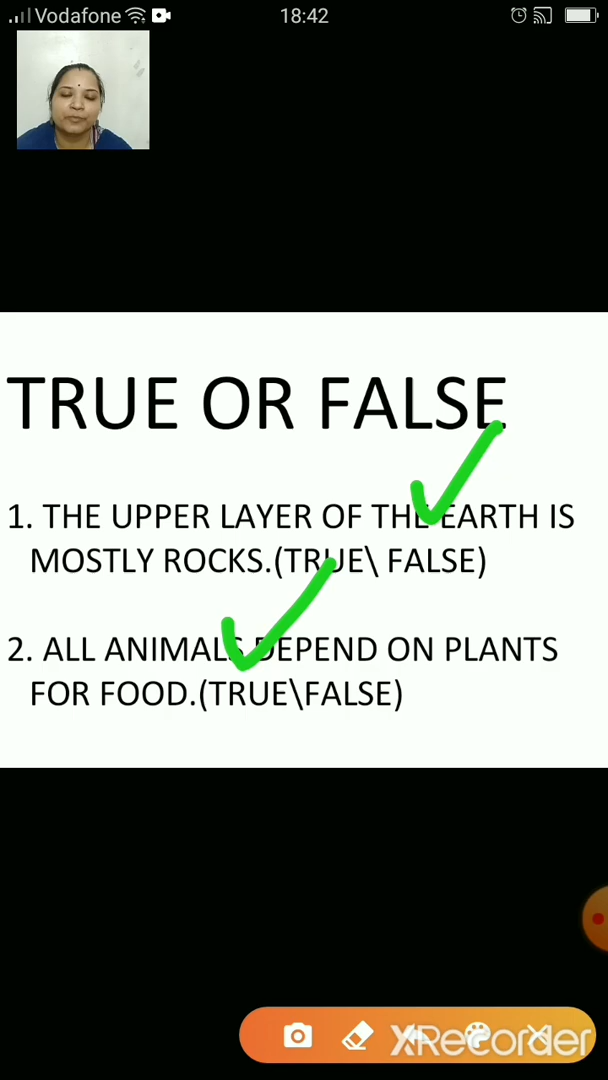 Vodafone 18:42
TRUE OR FALSE
1. THE UPPER LAYER OF THE EARTH IS
MOSTLY ROCKS.(TRUE\ FALSE)
2. ALL ANIMALS DEPEND ON PLANTS
FOR FOOD.(TRUE\FALSE)
XRecorder